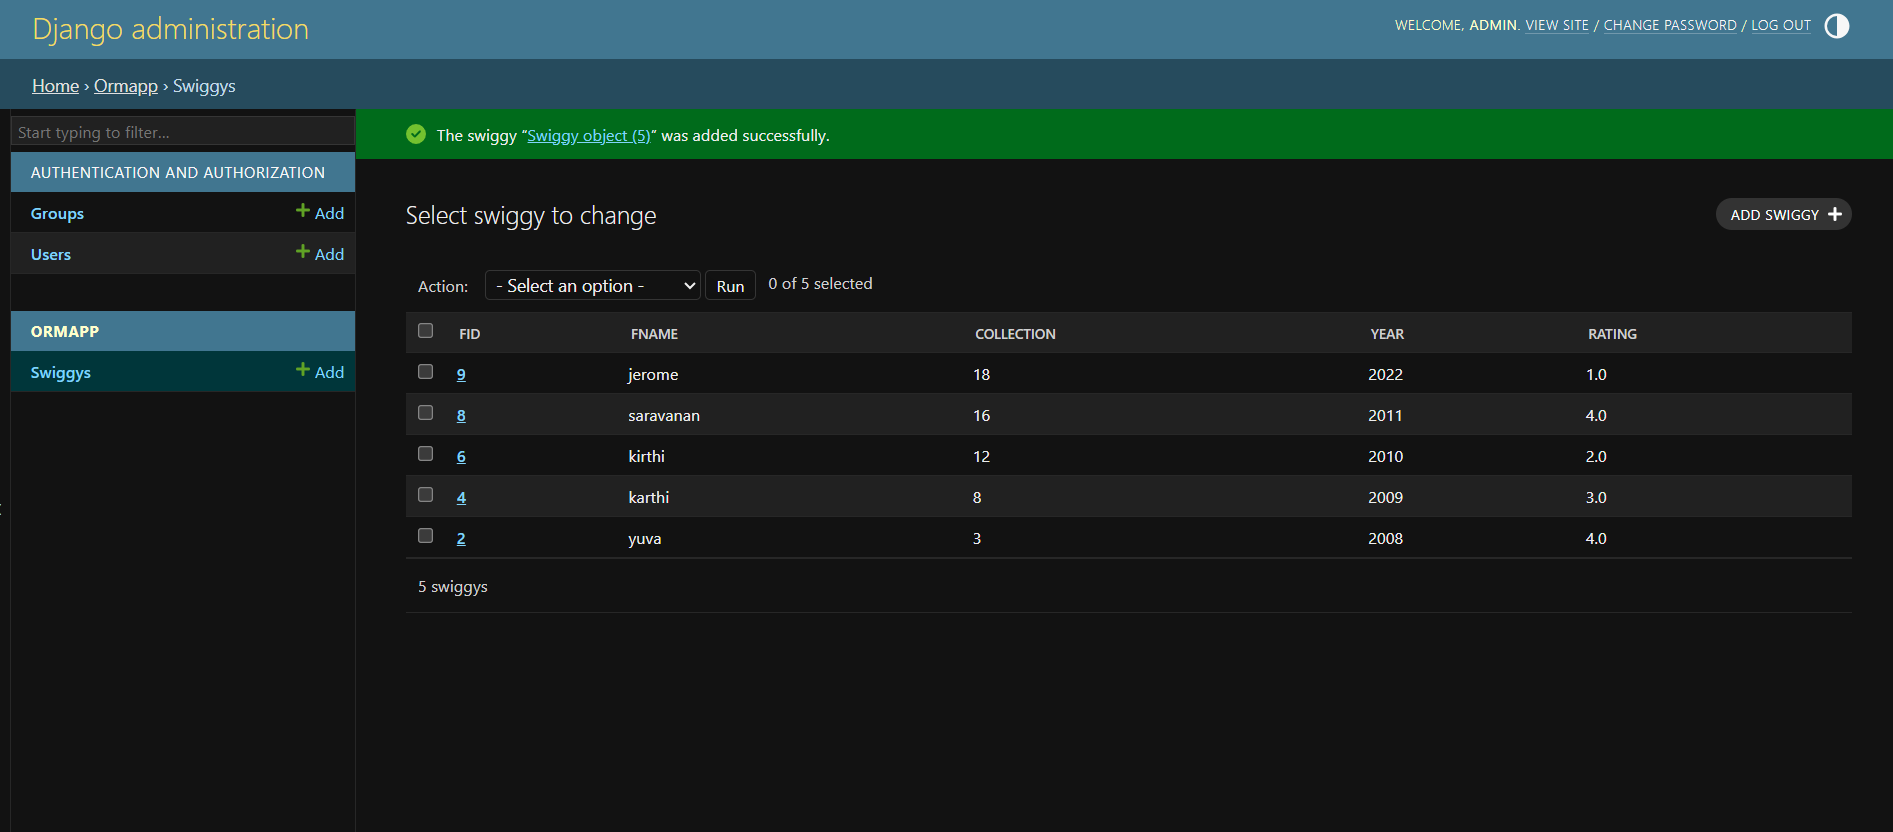 Django administration
WELCOME, ADMIN. VIEW SITE / CHANGE PASSWORD / LOG OUT
Home › Ormapp › Swiggys
Start typing to filter...
AUTHENTICATION AND AUTHORIZATION
Groups + Add
Users + Add
ORMAPP
Swiggys + Add
The swiggy “Swiggy object (5)” was added successfully.
Select swiggy to change
ADD SWIGGY +
Action: - Select an option - Run 0 of 5 selected
FID FNAME COLLECTION YEAR RATING
9 jerome 18 2022 1.0
8 saravanan 16 2011 4.0
6 kirthi 12 2010 2.0
4 karthi 8 2009 3.0
2 yuva 3 2008 4.0
5 swiggys